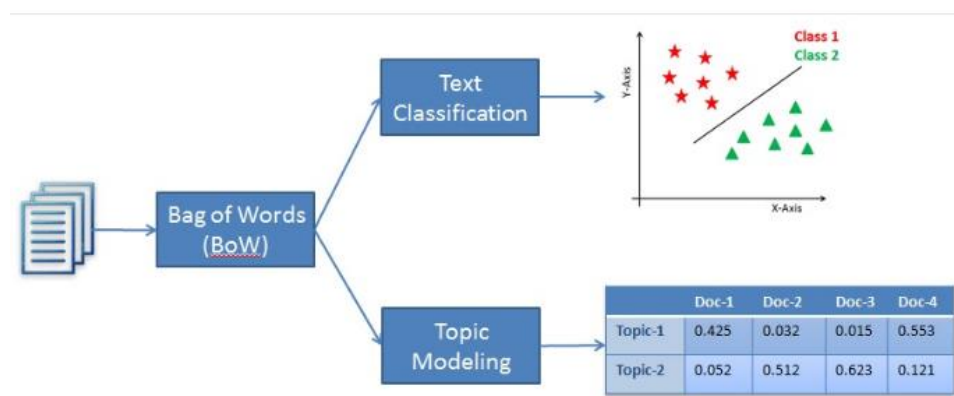 Class 1
Class 2
Y-Axis
X-Axis
Text
Classification
Bag of Words
(BoW)
Topic
Modeling
Doc-1 Doc-2 Doc-3 Doc-4
Topic-1 0.425 0.032 0.015 0.553
Topic-2 0.052 0.512 0.623 0.121